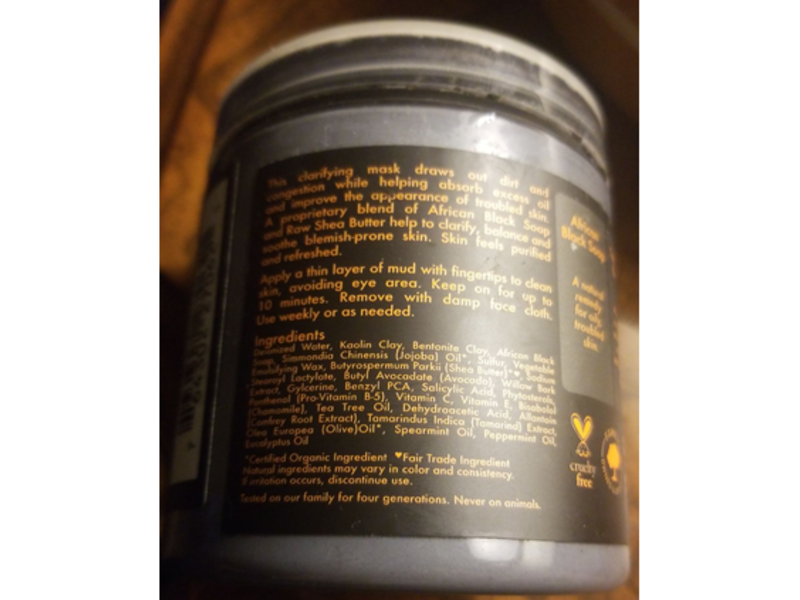 This clarifying mask draws out dirt and
congestion while helping absorb excess oil
and improve the appearance of troubled skin.
A proprietary blend of African Black Soap
and Raw Shea Butter help to clarify, balance and
soothe blemish-prone skin. Skin feels purified
and refreshed.
Apply a thin layer of mud with fingertips to clean
skin, avoiding eye area. Keep on for up to
10 minutes. Remove with damp face cloth.
Use weekly or as needed.
Ingredients
Deionized Water, Kaolin Clay, Bentonite Clay, African Black
Soap, Simmondia Chinensis (Jojoba) Oil*, Sulfur, Vegetable
Emulsifying Wax, Butyrospermum Parkii (Shea Butter)*♥, Sodium
Stearoyl Lactylate, Butyl Avocadate (Avocado), Willow Bark
Extract, Gylcerine, Benzyl PCA, Salicylic Acid, Phytosterols,
Panthenol (Pro-Vitamin B-5), Vitamin C, Vitamin E, Bisabolol
(Chamomile), Tea Tree Oil, Dehydroacetic Acid, Allantoin
(Comfrey Root Extract), Tamarindus Indica (Tamarind) Extract,
Olea Europea (Olive)Oil*, Spearmint Oil, Peppermint Oil,
Eucalyptus Oil
*Certified Organic Ingredient ♥Fair Trade Ingredient
Natural ingredients may vary in color and consistency.
If irritation occurs, discontinue use.
Tested on our family for four generations. Never on animals.
African
Black Soap
A natural
remedy
for oily,
troubled
skin.
cruelty
free